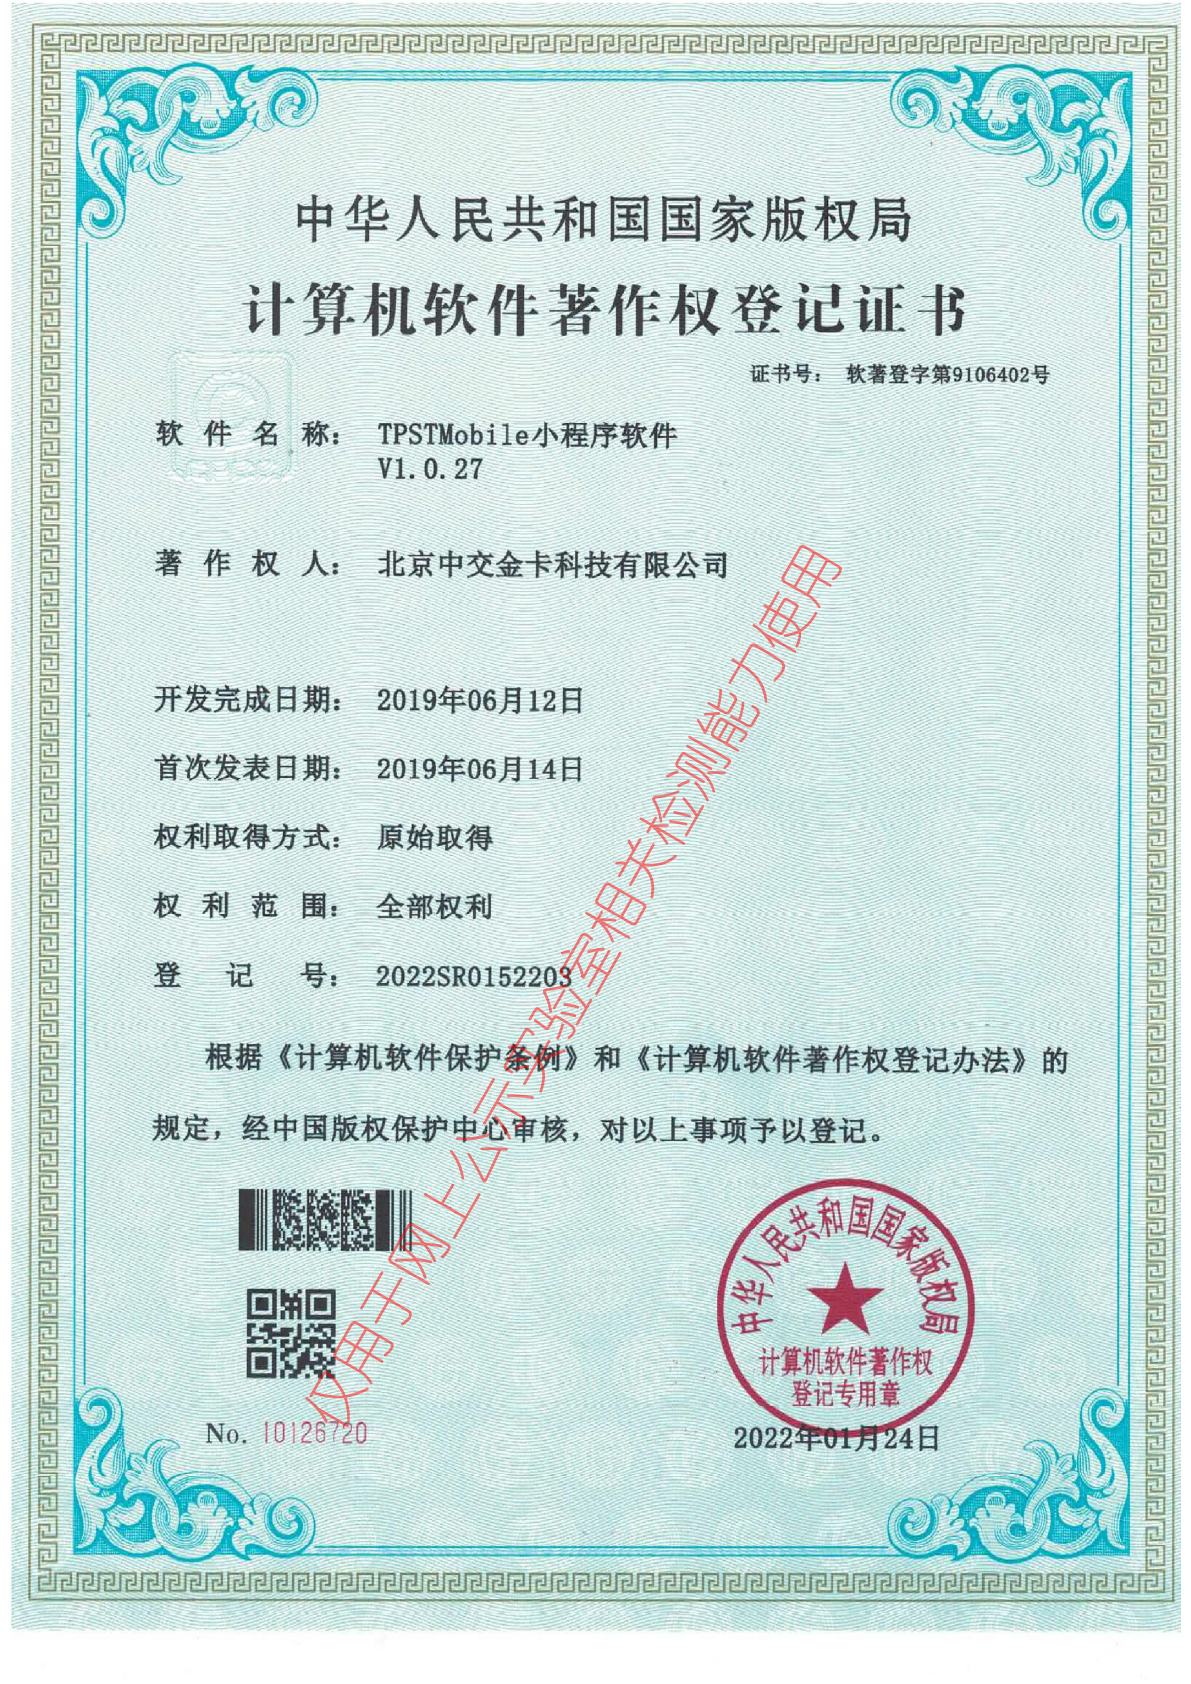 中华人民共和国国家版权局
计算机软件著作权登记证书
证书号： 软著登字第9106402号
软件名称： TPSTMobile小程序软件
V1.0.27
著作权人： 北京中交金卡科技有限公司
开发完成日期： 2019年06月12日
首次发表日期： 2019年06月14日
权利取得方式： 原始取得
权利范围： 全部权利
登记号： 2022SR0152203
根据《计算机软件保护条例》和《计算机软件著作权登记办法》的
规定，经中国版权保护中心审核，对以上事项予以登记。
仅用于网上公示实验室相关检测能力使用
中华人民共和国国家版权局
计算机软件著作权
登记专用章
No. 10126720
2022年01月24日